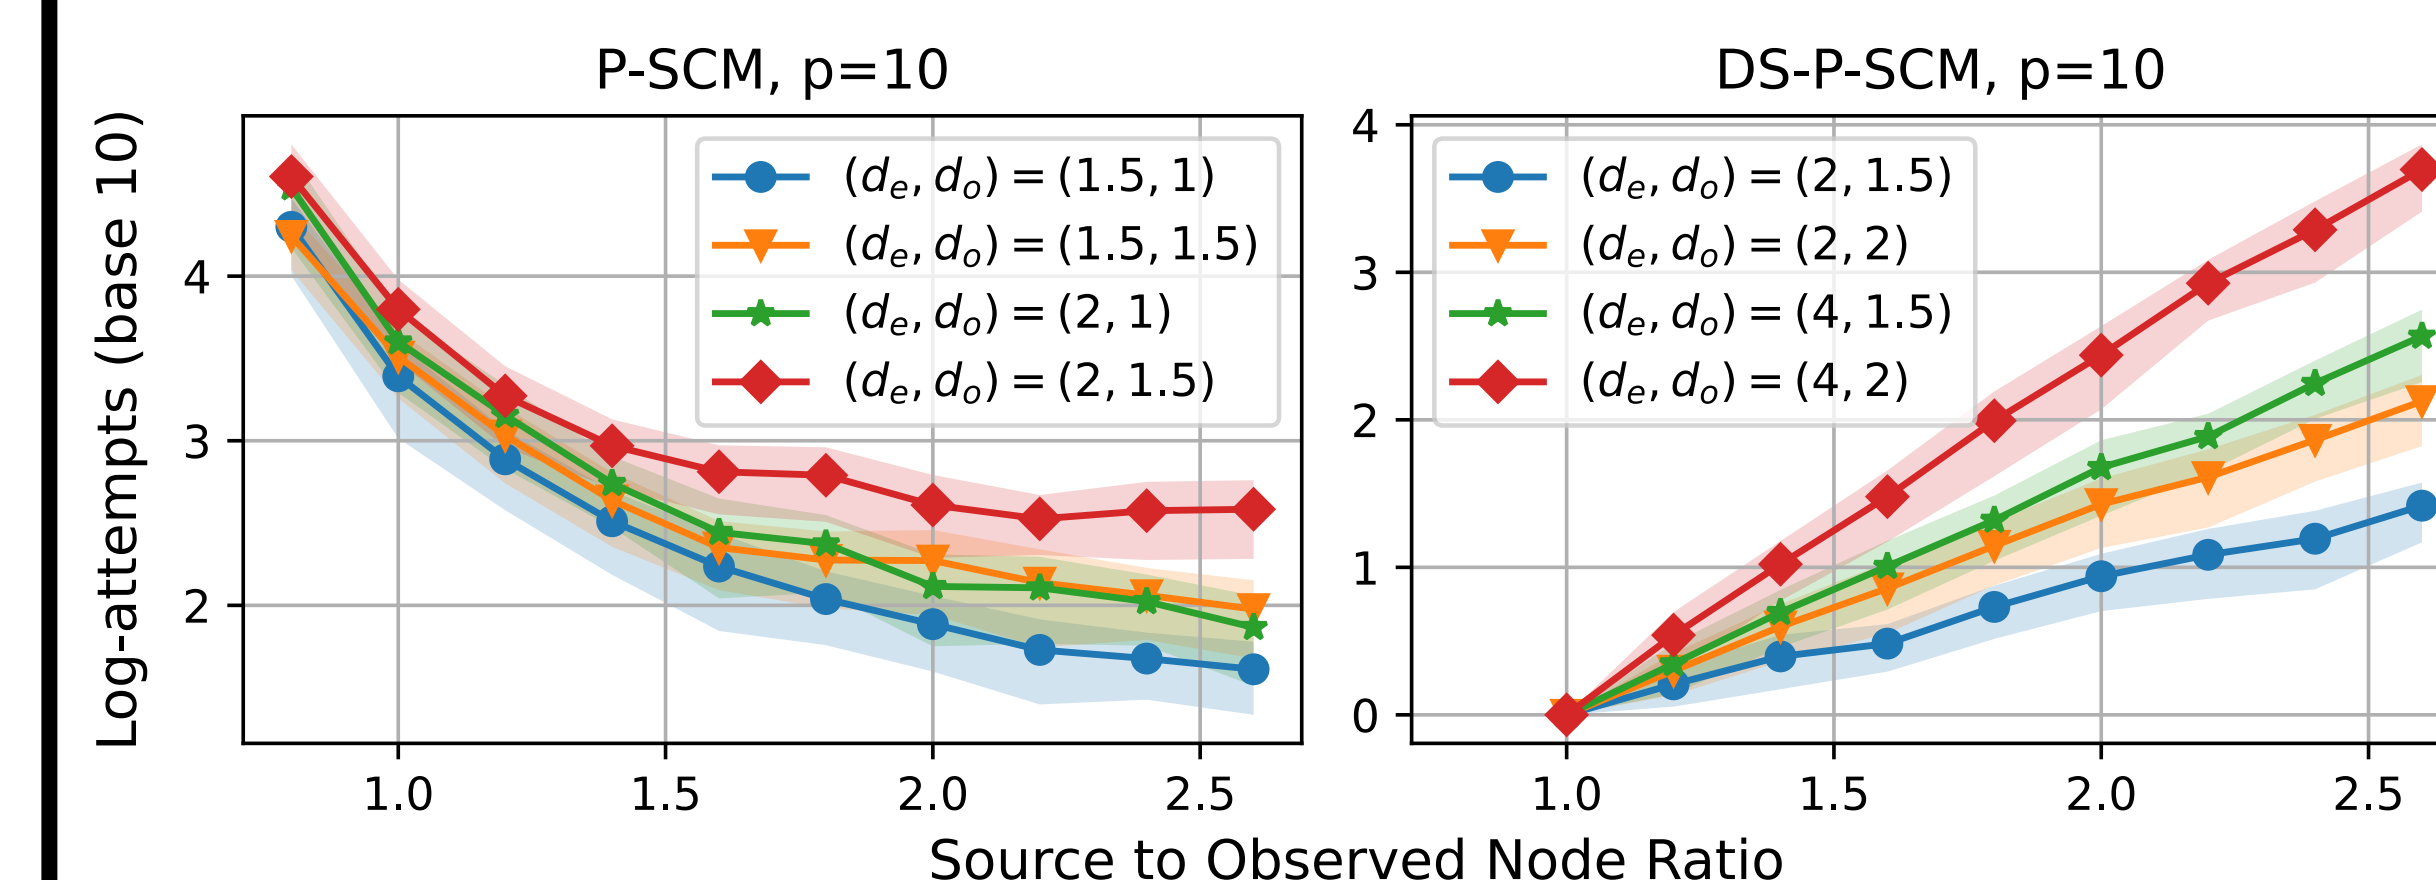 P-SCM, p=10
Log-attempts (base 10)
4
3
2
(d_e, d_o) = (1.5, 1)
(d_e, d_o) = (1.5, 1.5)
(d_e, d_o) = (2, 1)
(d_e, d_o) = (2, 1.5)
1.0 1.5 2.0 2.5
DS-P-SCM, p=10
4
3
2
1
0
(d_e, d_o) = (2, 1.5)
(d_e, d_o) = (2, 2)
(d_e, d_o) = (4, 1.5)
(d_e, d_o) = (4, 2)
1.0 1.5 2.0 2.5
Source to Observed Node Ratio